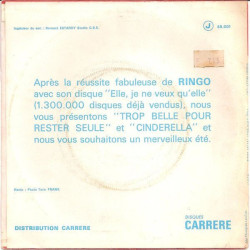 Après la réussite fabuleuse de RINGO
avec son disque "Elle, je ne veux qu'elle"
(1.300.000 disques déjà vendus), nous
vous présentons "TROP BELLE POUR
RESTER SEULE" et "CINDERELLA" et
nous vous souhaitons un merveilleux été.
DISTRIBUTION CARRERE
DISQUES
CARRERE